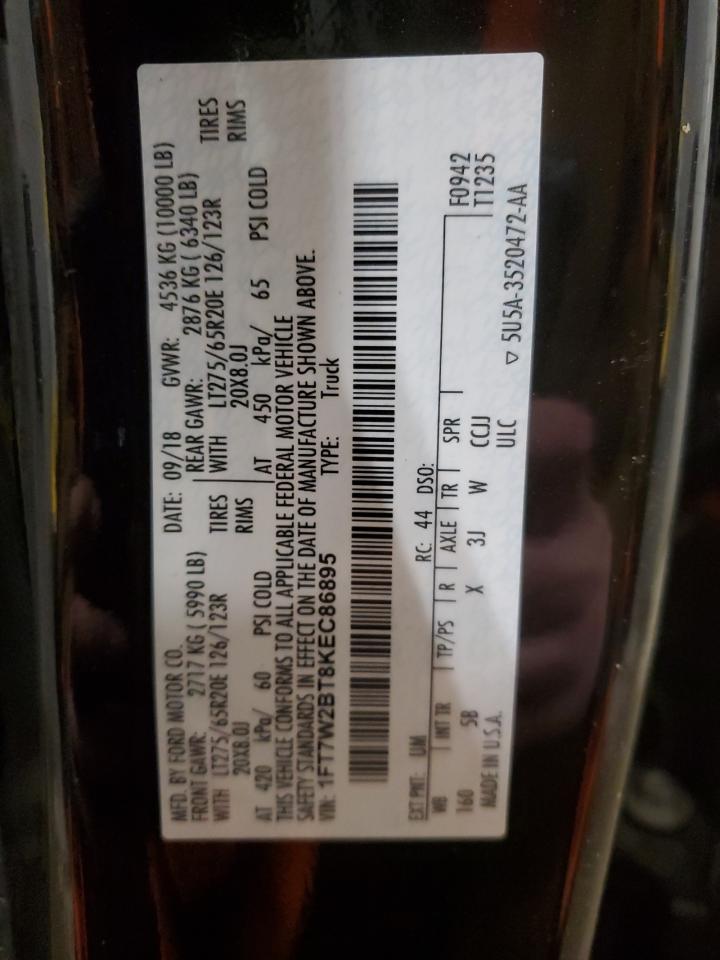 MFD. BY FORD MOTOR CO. DATE: 09/18 GVWR: 4536 KG (10000 LB)
FRONT GAWR: 2717 KG ( 5990 LB) REAR GAWR: 2876 KG ( 6340 LB)
WITH LT275/65R20E 126/123R TIRES WITH LT275/65R20E 126/123R TIRES
20X8.0J RIMS 20X8.0J RIMS
AT 420 kPa/ 60 PSI COLD AT 450 kPa/ 65 PSI COLD
THIS VEHICLE CONFORMS TO ALL APPLICABLE FEDERAL MOTOR VEHICLE
SAFETY STANDARDS IN EFFECT ON THE DATE OF MANUFACTURE SHOWN ABOVE.
VIN: 1FT7W2BT8KEC86895 TYPE: Truck
EXT PNT: UM RC: 44 DSO:
WB INT TR TP/PS R AXLE TR SPR F0942
160 5B X 3J W CCJJ T1235
MADE IN U.S.A. ULC ▽ 5U5A-3520472-AA